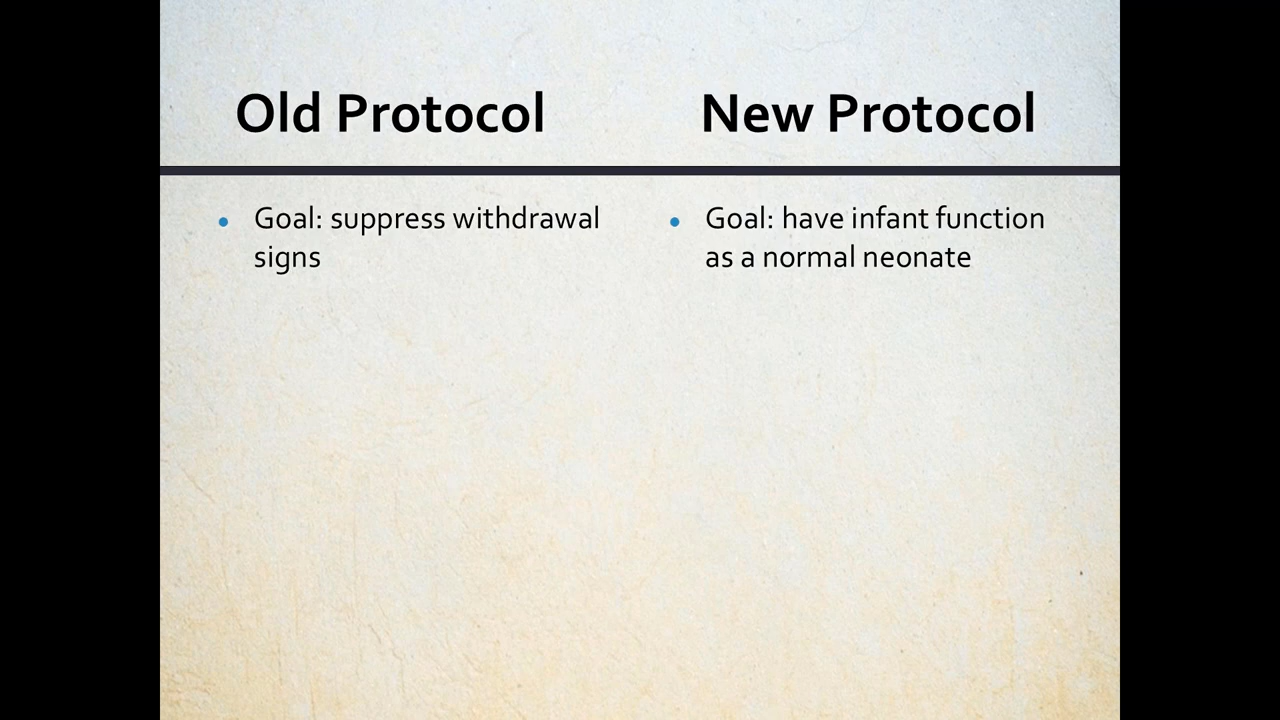 Old Protocol
New Protocol
• Goal: suppress withdrawal
signs
• Goal: have infant function
as a normal neonate